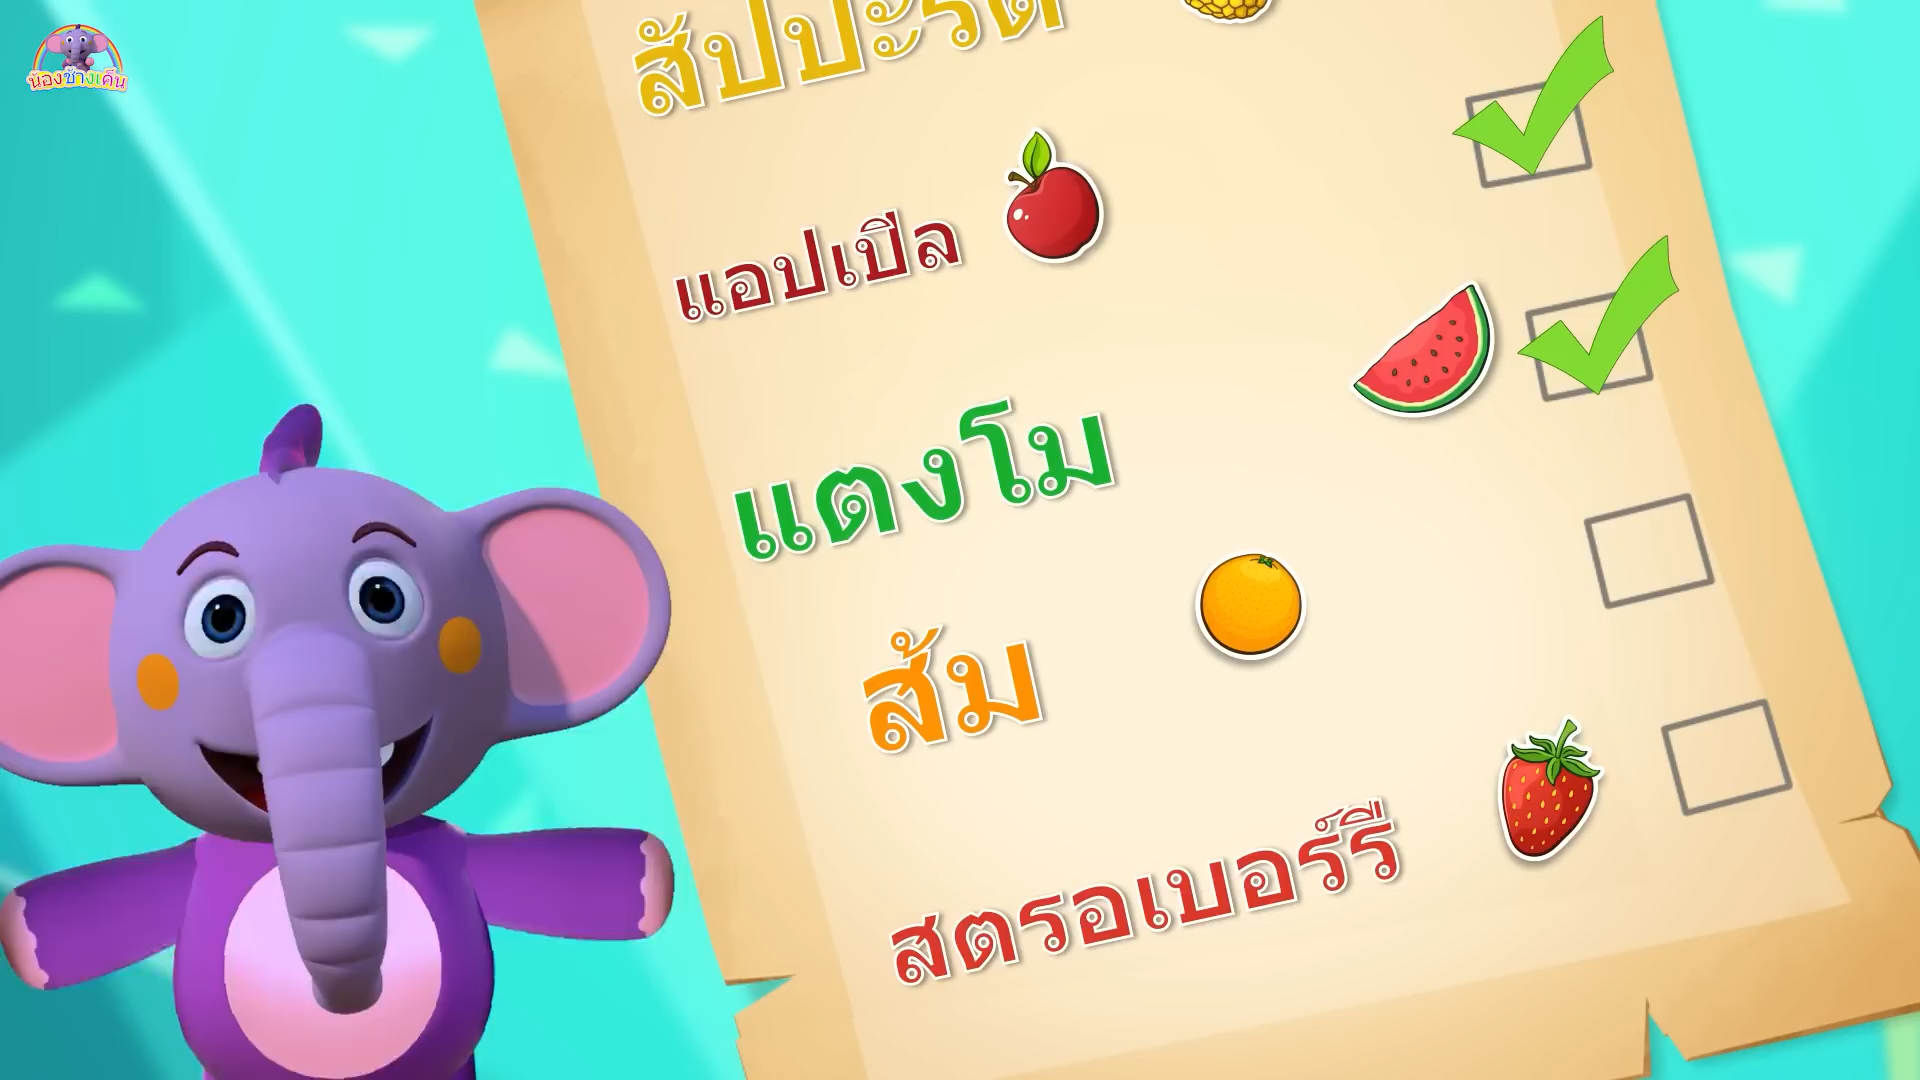 น้องช้างเค็น
สัปปะรด
แอปเปิล
แตงโม
ส้ม
สตรอเบอร์รี